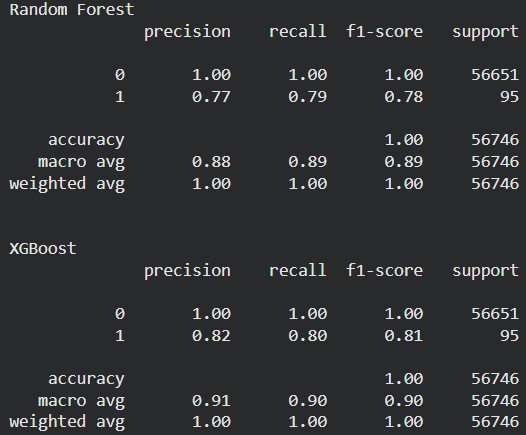 Random Forest
precision recall f1-score support
0 1.00 1.00 1.00 56651
1 0.77 0.79 0.78 95
accuracy 1.00 56746
macro avg 0.88 0.89 0.89 56746
weighted avg 1.00 1.00 1.00 56746
XGBoost
precision recall f1-score support
0 1.00 1.00 1.00 56651
1 0.82 0.80 0.81 95
accuracy 1.00 56746
macro avg 0.91 0.90 0.90 56746
weighted avg 1.00 1.00 1.00 56746